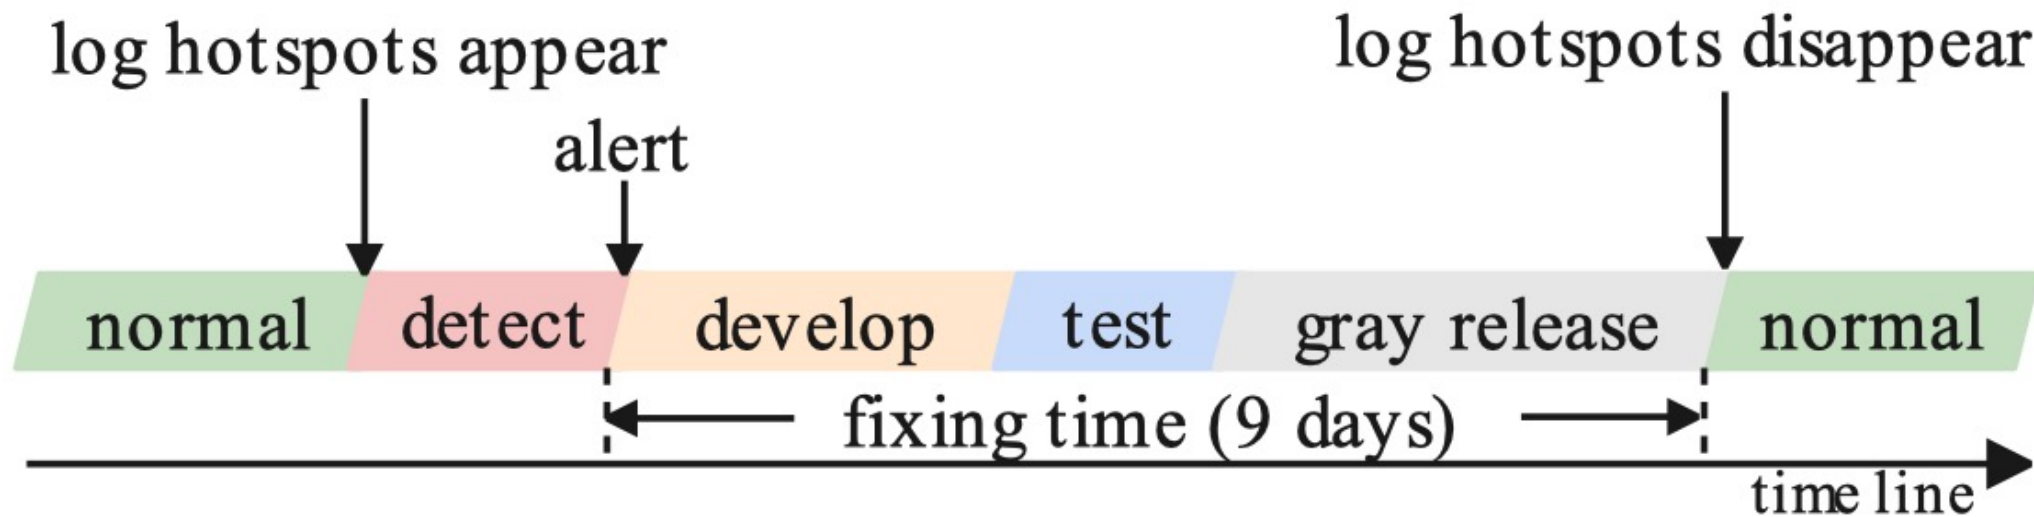 log hotspots appear
log hotspots disappear
alert
normal
detect
develop
test
gray release
normal
fixing time (9 days)
time line